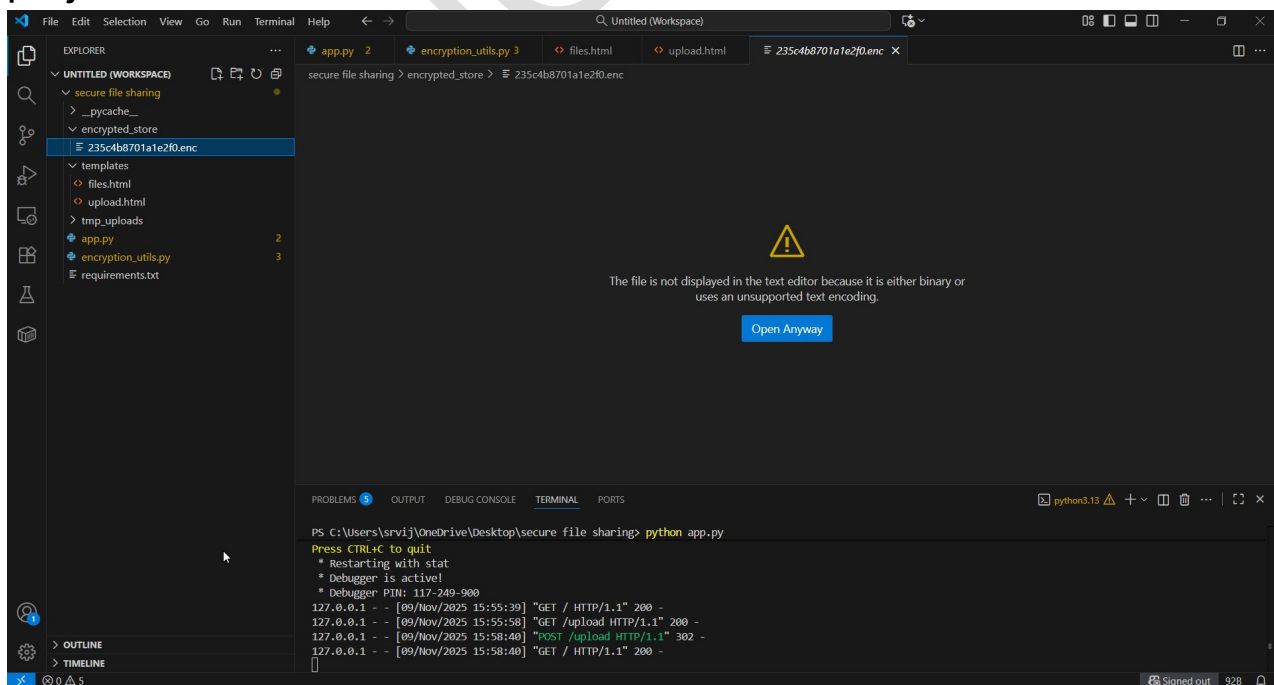 File Edit Selection View Go Run Terminal Help
Untitled (Workspace)
EXPLORER
UNTITLED (WORKSPACE)
secure file sharing
__pycache__
encrypted_store
235c4b8701a1e2f0.enc
templates
files.html
upload.html
tmp_uploads
app.py 2
encryption_utils.py 3
requirements.txt
OUTLINE
TIMELINE
app.py 2 encryption_utils.py 3 files.html upload.html 235c4b8701a1e2f0.enc
secure file sharing > encrypted_store > 235c4b8701a1e2f0.enc
The file is not displayed in the text editor because it is either binary or
uses an unsupported text encoding.
Open Anyway
PROBLEMS 5 OUTPUT DEBUG CONSOLE TERMINAL PORTS
python3.13
PS C:\Users\srvij\OneDrive\Desktop\secure file sharing> python app.py
Press CTRL+C to quit
* Restarting with stat
* Debugger is active!
* Debugger PIN: 117-249-900
127.0.0.1 - - [09/Nov/2025 15:55:39] "GET / HTTP/1.1" 200 -
127.0.0.1 - - [09/Nov/2025 15:55:58] "GET /upload HTTP/1.1" 200 -
127.0.0.1 - - [09/Nov/2025 15:58:40] "POST /upload HTTP/1.1" 302 -
127.0.0.1 - - [09/Nov/2025 15:58:40] "GET / HTTP/1.1" 200 -
1
0 5
Signed out 92B